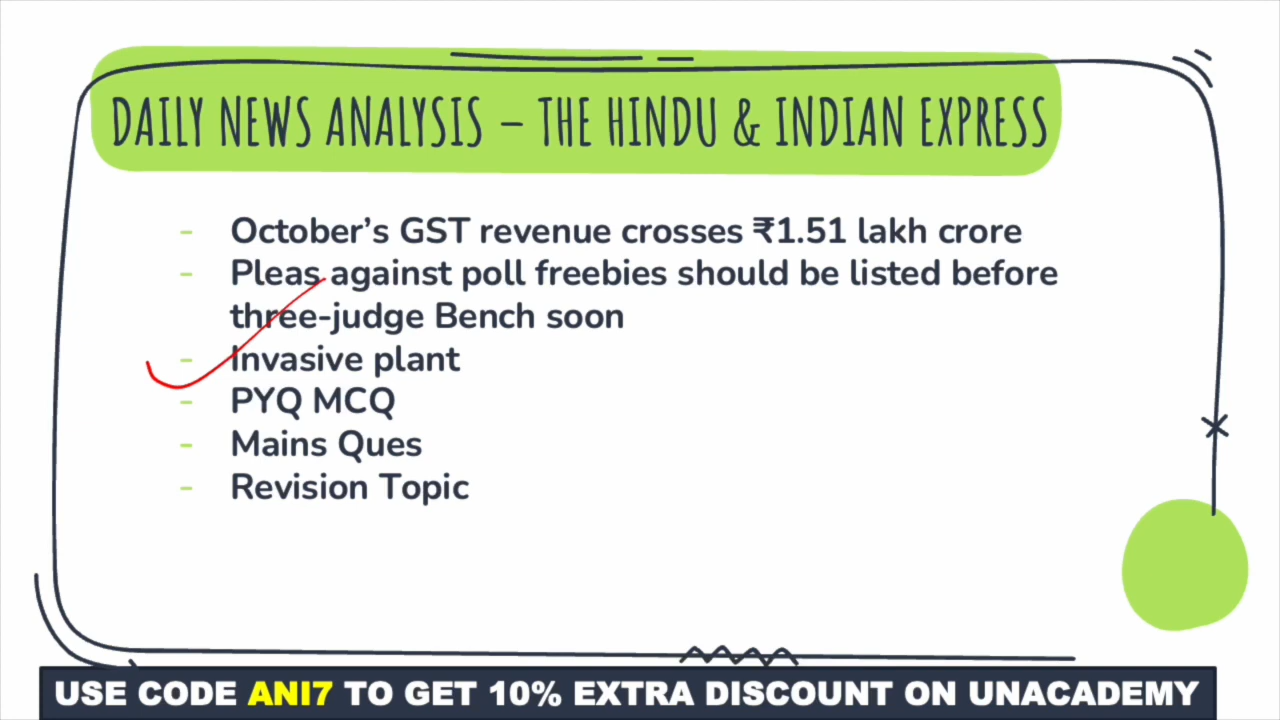 DAILY NEWS ANALYSIS – THE HINDU & INDIAN EXPRESS
- October’s GST revenue crosses ₹1.51 lakh crore
- Pleas against poll freebies should be listed before
three-judge Bench soon
- Invasive plant
- PYQ MCQ
- Mains Ques
- Revision Topic
USE CODE ANI7 TO GET 10% EXTRA DISCOUNT ON UNACADEMY